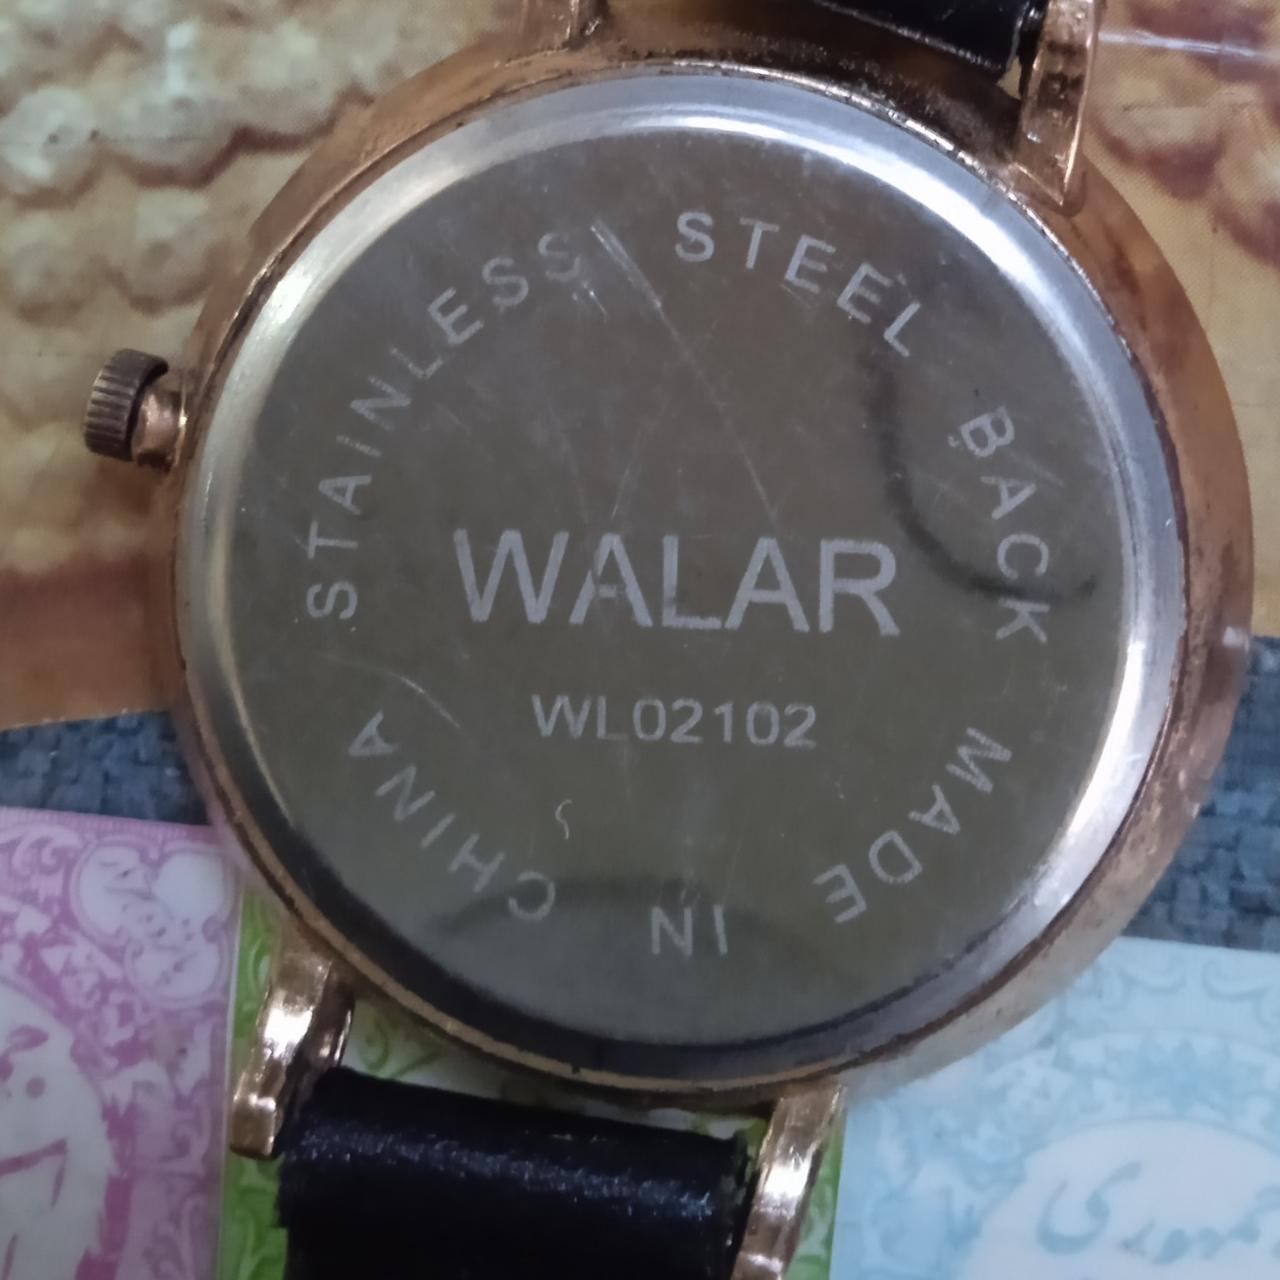 STAINLESS STEEL BACK
WALAR
WL02102
MADE IN CHINA